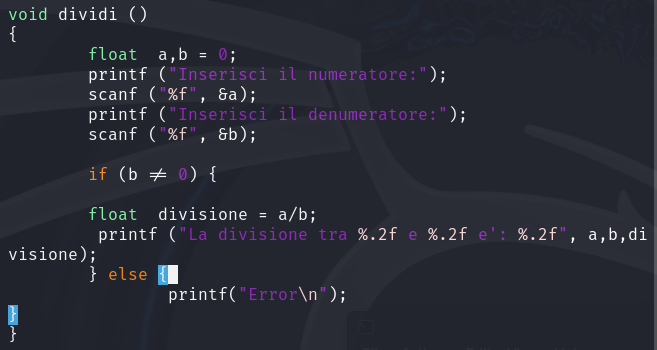 void dividi ()
{
        float  a,b = 0;
        printf ("Inserisci il numeratore:");
        scanf ("%f", &a);
        printf ("Inserisci il denumeratore:");
        scanf ("%f", &b);

        if (b ≠ 0) {

        float  divisione = a/b;
         printf ("La divisione tra %.2f e %.2f e': %.2f", a,b,di
visione);
        } else {
                printf("Error\n");
}
}